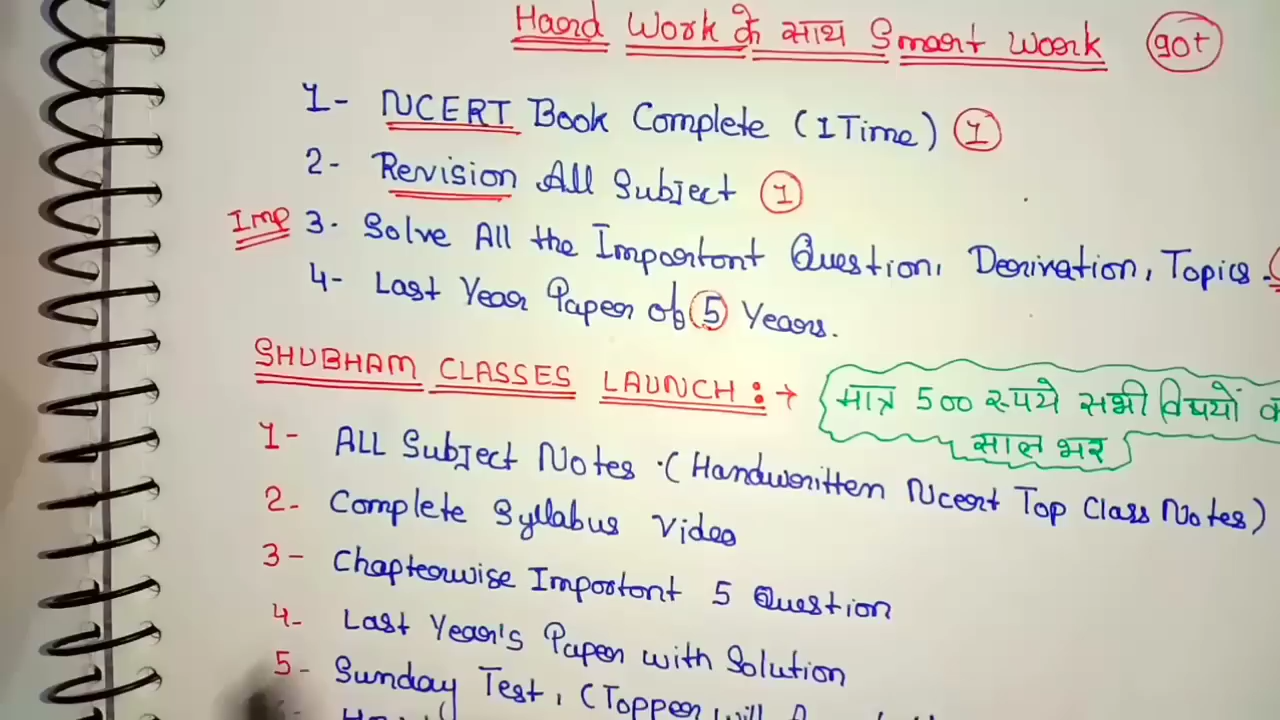 Hard Work के साथ Smart Work 90+
1- NCERT Book Complete (1 Time) 1
2- Revision All Subject 1
Imp 3- Solve All the Important Question, Derivation, Topics -
4- Last Year Paper of 5 Years.
SHUBHAM CLASSES LAUNCH :→
मात्र 500 रूपये सभी विषयों
साल भर
1- ALL Subject Notes (Handwritten Ncert Top Class Notes)
2- Complete Syllabus Video
3- Chapterwise Important 5 Question
4- Last Year's Paper with Solution
5- Sunday Test, (Topper will